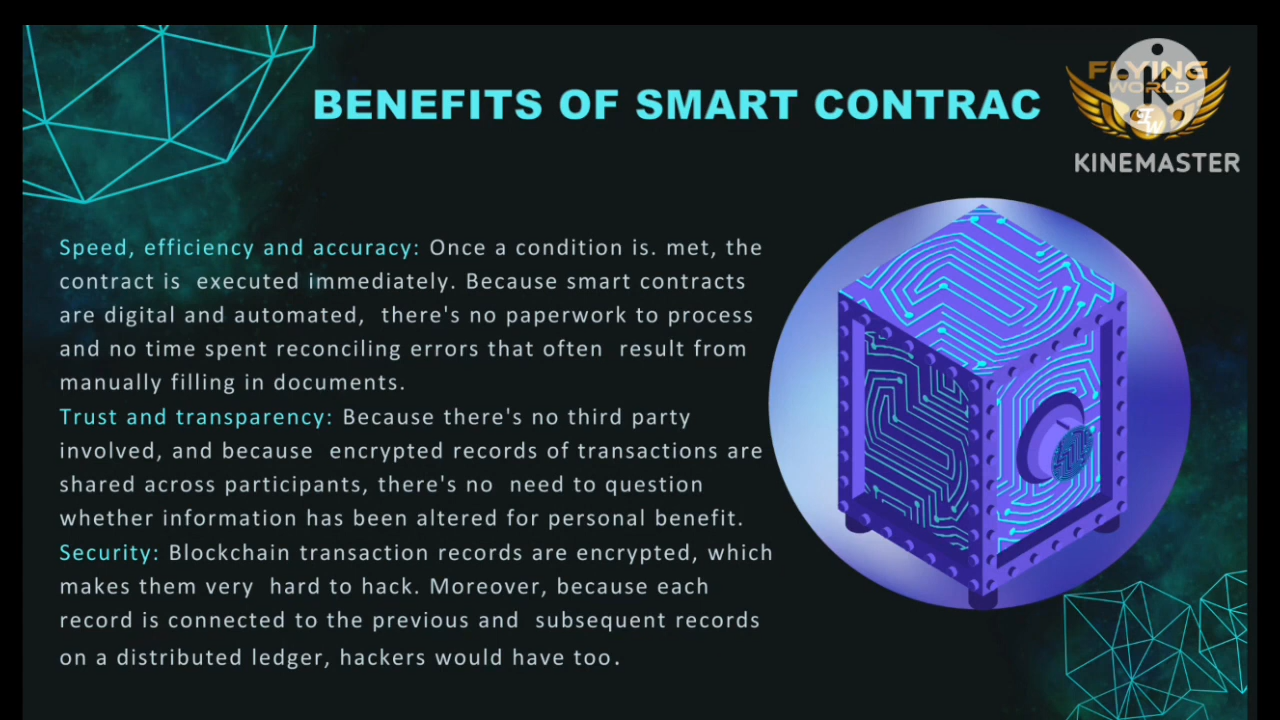 BENEFITS OF SMART CONTRAC
FLYING
WORLD
FW
KINEMASTER
Speed, efficiency and accuracy: Once a condition is. met, the
contract is executed immediately. Because smart contracts
are digital and automated, there's no paperwork to process
and no time spent reconciling errors that often result from
manually filling in documents.
Trust and transparency: Because there's no third party
involved, and because encrypted records of transactions are
shared across participants, there's no need to question
whether information has been altered for personal benefit.
Security: Blockchain transaction records are encrypted, which
makes them very hard to hack. Moreover, because each
record is connected to the previous and subsequent records
on a distributed ledger, hackers would have too.